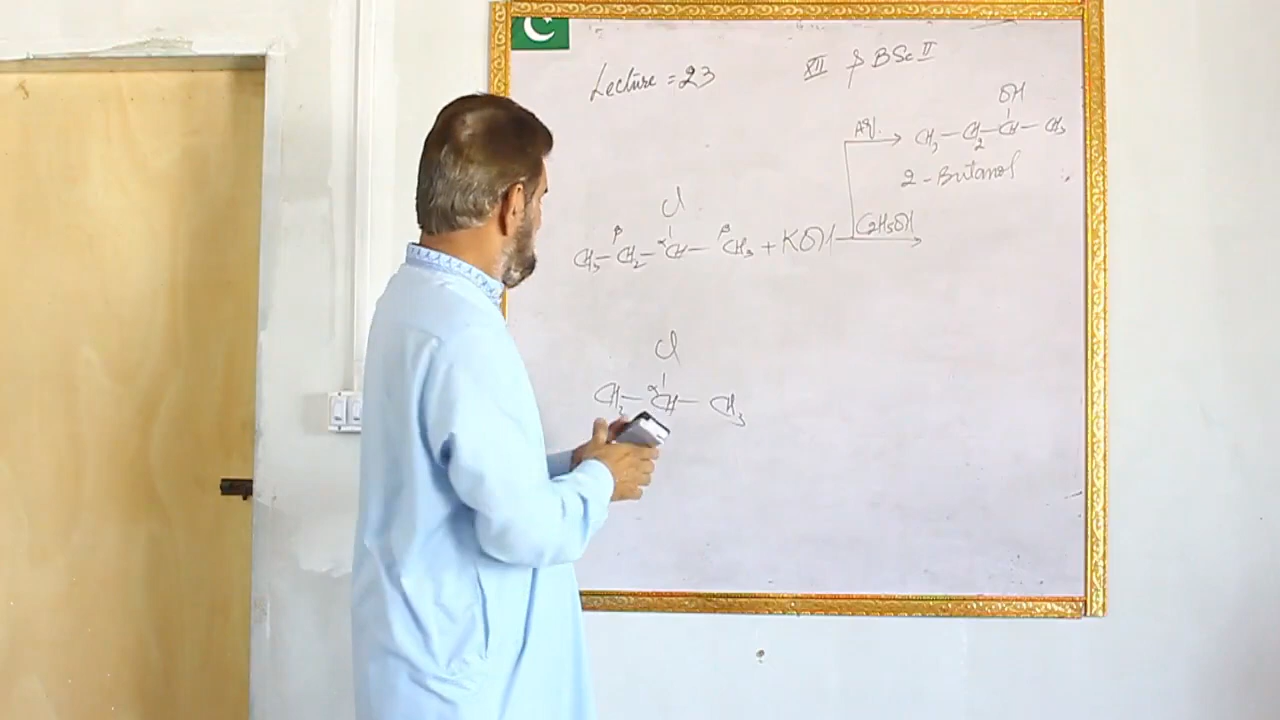 Lecture = 23
XII & BSc II
OH
Aq.
CH3 — CH2 — CH — CH3
2 - Butanol
Cl
β α β
CH3 — CH2 — CH — CH3 + KOH
C2H5OH
Cl
α
CH3 — CH — CH3